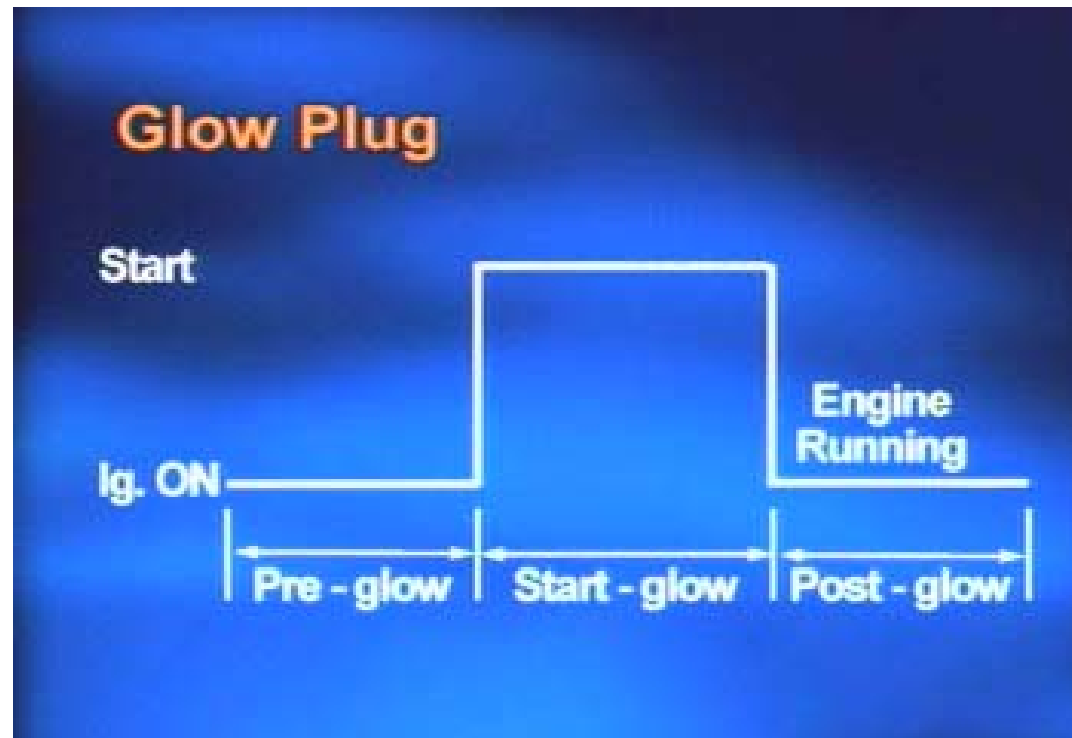 Glow Plug
Start
Engine
Running
Ig. ON
Pre - glow
Start - glow
Post - glow